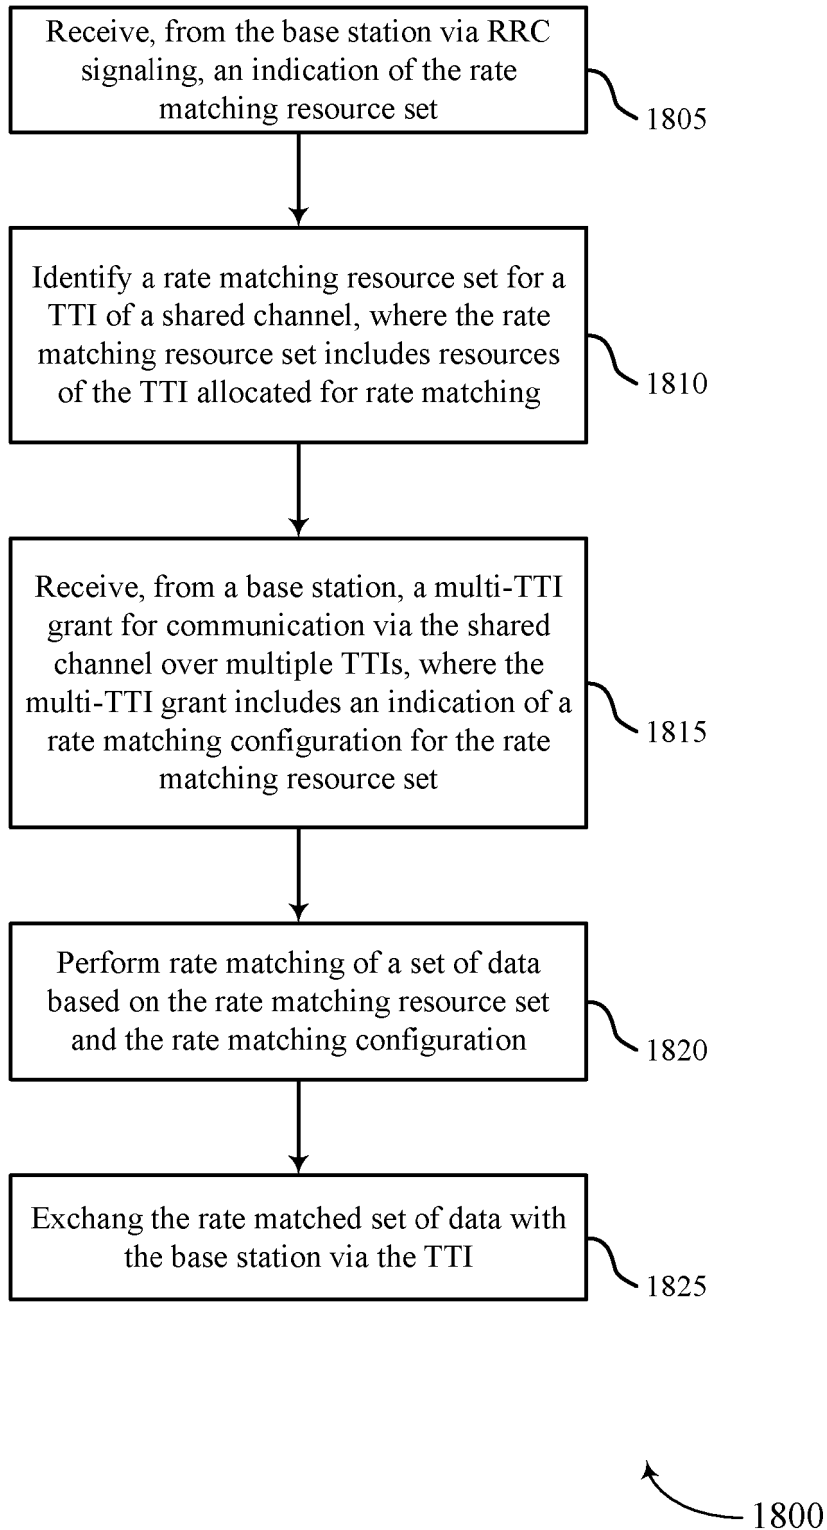 Receive, from the base station via RRC
signaling, an indication of the rate
matching resource set
1805
Identify a rate matching resource set for a
TTI of a shared channel, where the rate
matching resource set includes resources
of the TTI allocated for rate matching
1810
Receive, from a base station, a multi-TTI
grant for communication via the shared
channel over multiple TTIs, where the
multi-TTI grant includes an indication of a
rate matching configuration for the rate
matching resource set
1815
Perform rate matching of a set of data
based on the rate matching resource set
and the rate matching configuration
1820
Exchang the rate matched set of data with
the base station via the TTI
1825
1800